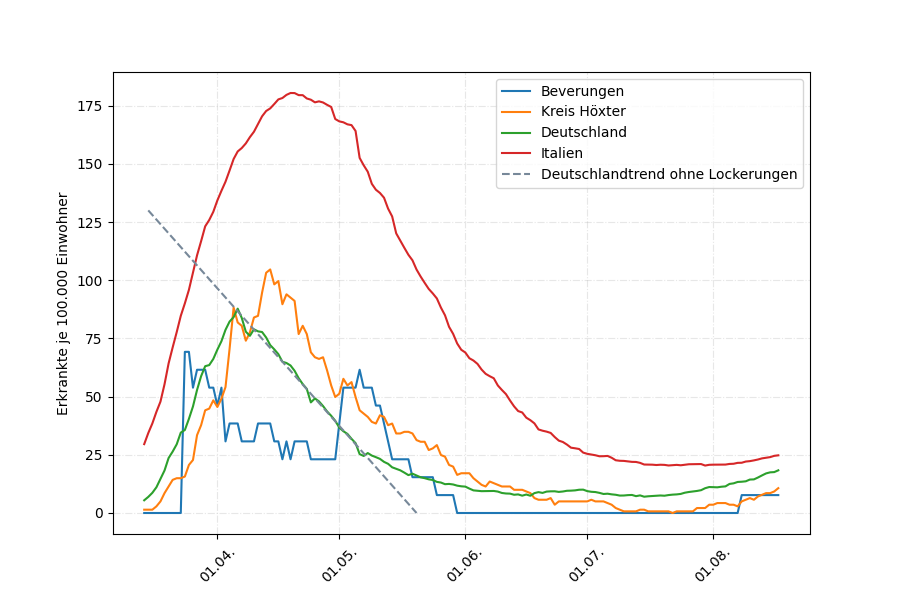 Erkrankte je 100.000 Einwohner
175
150
125
100
75
50
25
0
Beverungen
Kreis Höxter
Deutschland
Italien
Deutschlandtrend ohne Lockerungen
01.04.
01.05.
01.06.
01.07.
01.08.